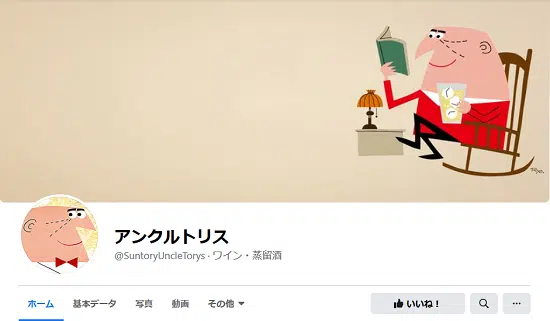 アンクルトリス
@SuntoryUncleTorys · ワイン・蒸留酒
ホーム 基本データ 写真 動画 その他 いいね！